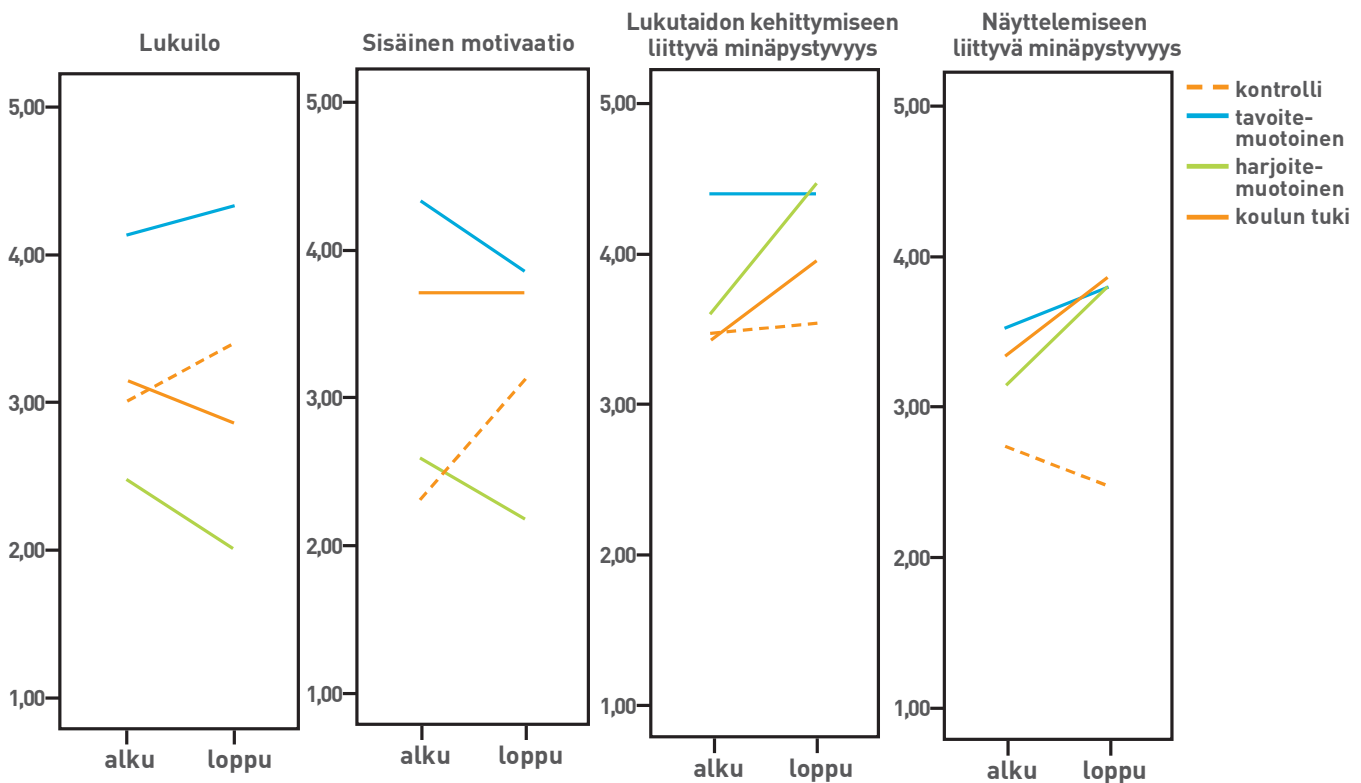 Lukuilo
5,00
4,00
3,00
2,00
1,00
alku
loppu
Sisäinen motivaatio
5,00
4,00
3,00
2,00
1,00
alku
loppu
Lukutaidon kehittymiseen
liittyvä minäpystyvyys
5,00
4,00
3,00
2,00
1,00
alku
loppu
Näyttelemiseen
liittyvä minäpystyvyys
5,00
4,00
3,00
2,00
1,00
alku
loppu
kontrolli
tavoite-
muotoinen
harjoite-
muotoinen
koulun tuki